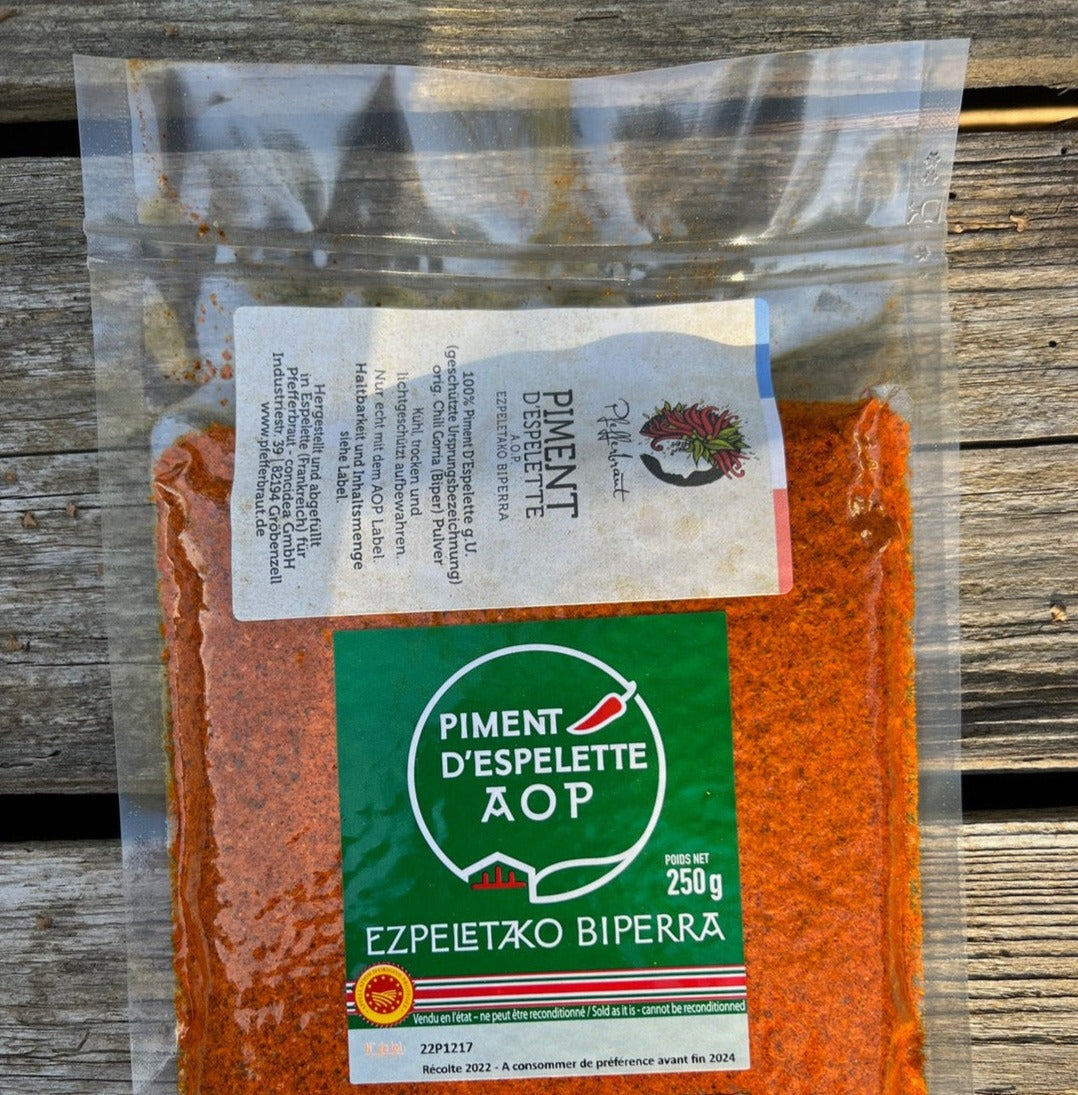 Pfefferbraut
PIMENT
D'ESPELETTE
A.O.P
EZPELETAKO BIPERRA
100% Piment D'Espelette g.U.
(geschützte Ursprungsbezeichnung)
orig. Chili Gorria (Biper) Pulver
Kühl, trocken und
lichtgeschützt aufbewahren.
Nur echt mit dem AOP Label.
Haltbarkeit und Inhaltsmenge
siehe Label.
Hergestellt und abgefüllt
in Espelette (Frankreich) für
Pfefferbraut - concidea GmbH
Industriestr. 39, 82194 Gröbenzell
www.pfefferbraut.de
PIMENT
D'ESPELETTE
AOP
POIDS NET
250 g
EZPELETAKO BIPERRA
Vendu en l'état – ne peut être reconditionné / Sold as it is - cannot be reconditionned
N° de lot 22P1217
Récolte 2022 - A consommer de préférence avant fin 2024